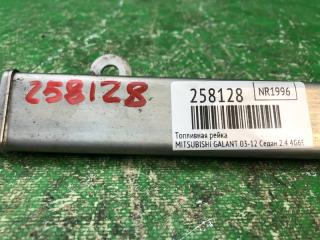 258128
258128 NR1996
Топливная рейка
MITSUBISHI GALANT 03-12 Седан 2.4 4G69